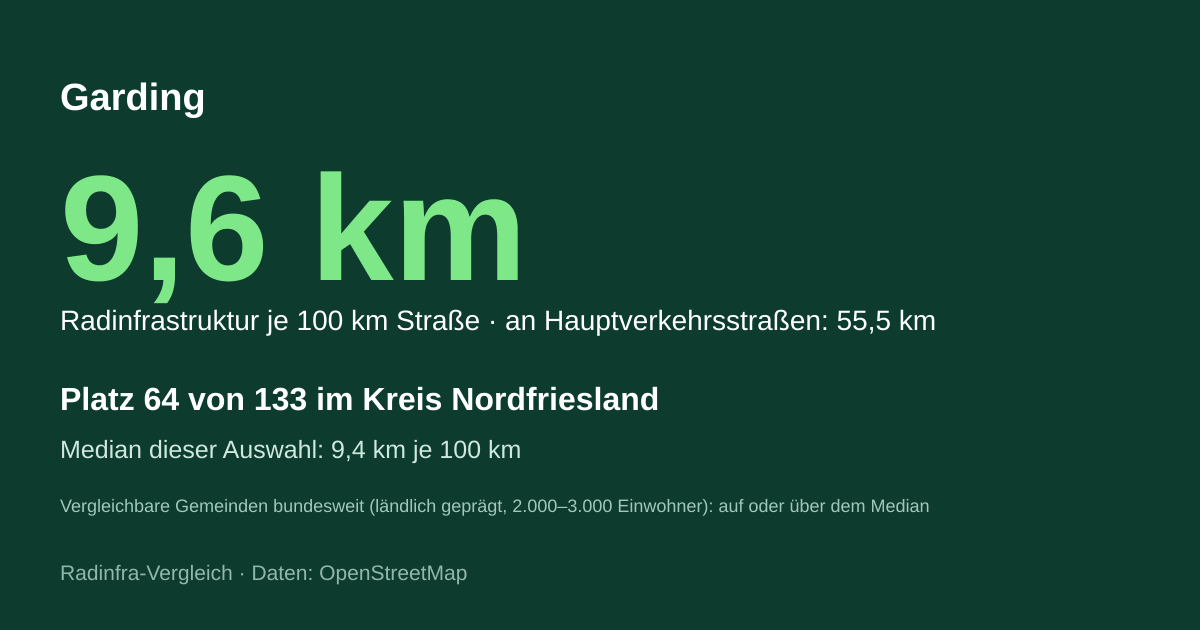 Garding
9,6 km
Radinfrastruktur je 100 km Straße · an Hauptverkehrsstraßen: 55,5 km
Platz 64 von 133 im Kreis Nordfriesland
Median dieser Auswahl: 9,4 km je 100 km
Vergleichbare Gemeinden bundesweit (ländlich geprägt, 2.000–3.000 Einwohner): auf oder über dem Median
Radinfra-Vergleich · Daten: OpenStreetMap